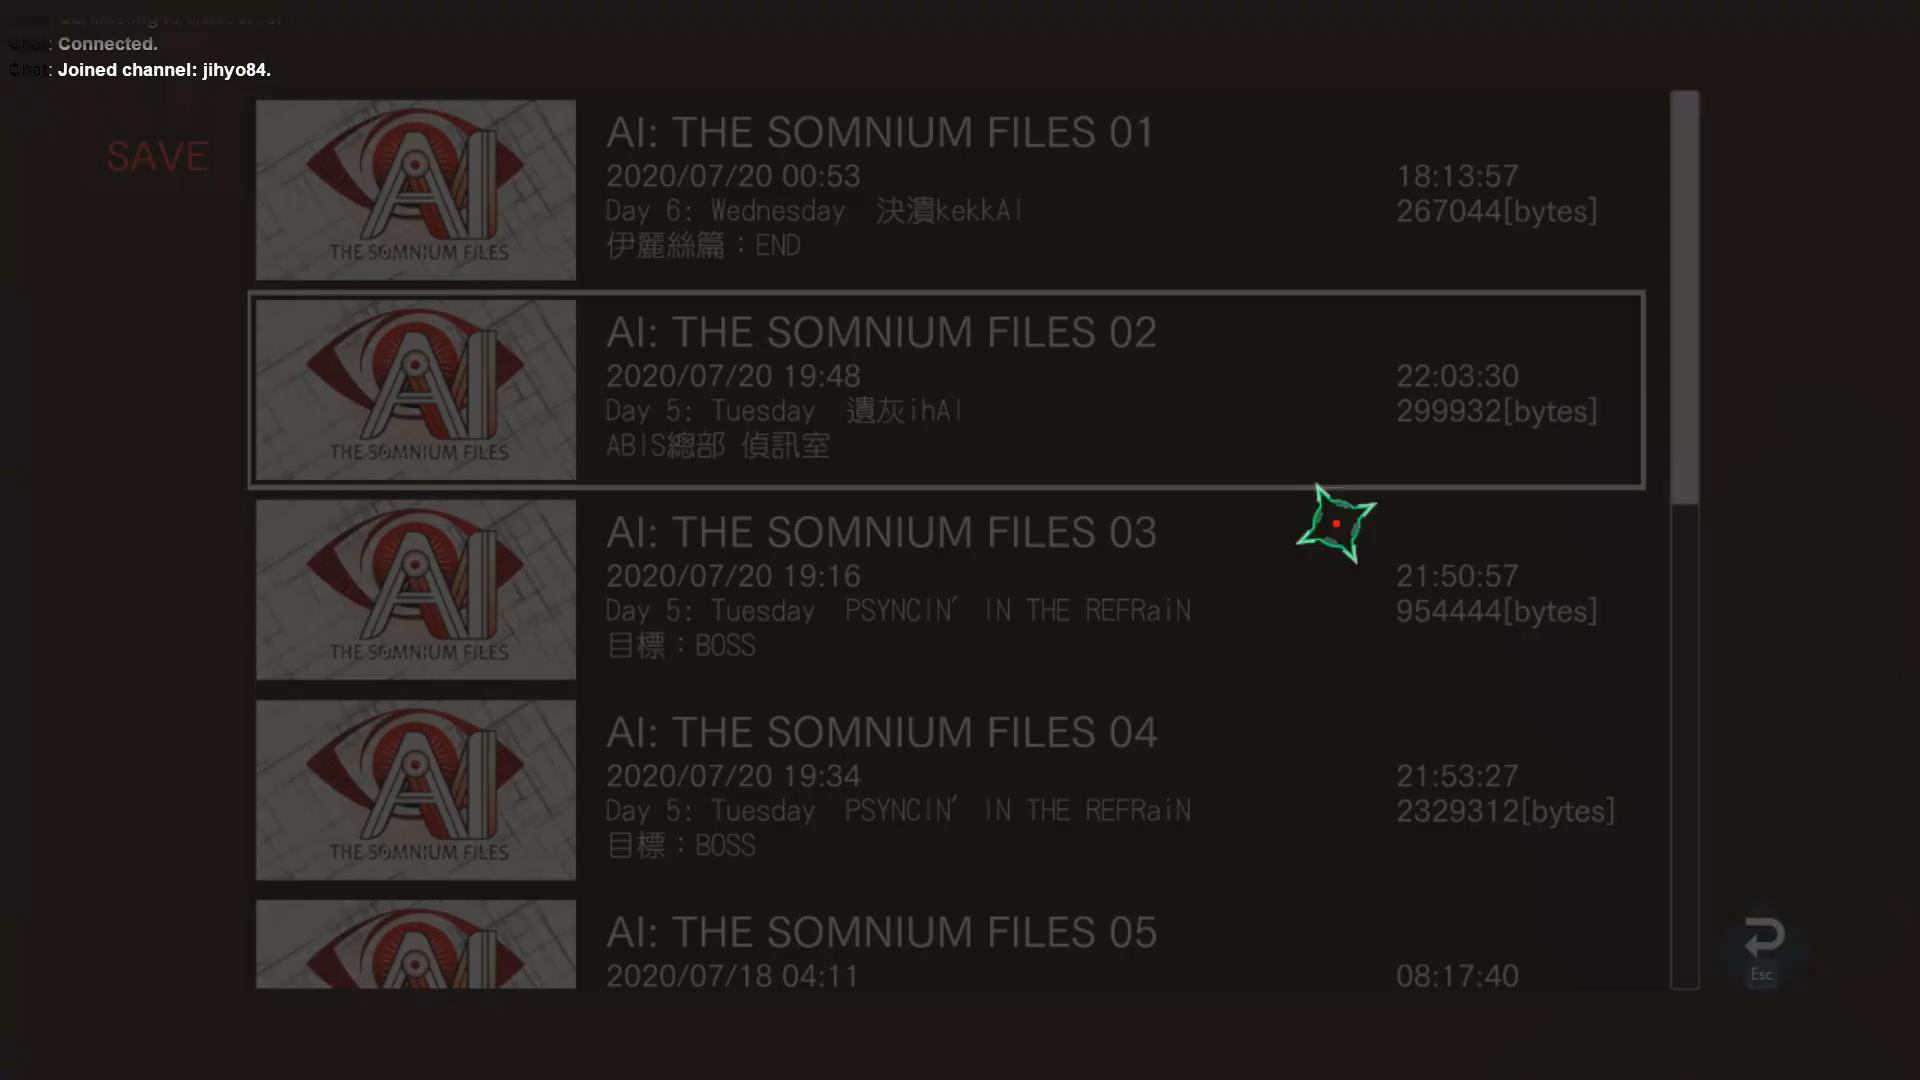 Chat: Connected.
Chat: Joined channel: jihyo84.
SAVE
AI
THE SOMNIUM FILES
AI: THE SOMNIUM FILES 01
2020/07/20 00:53
18:13:57
Day 6: Wednesday 決潰kekkAI
267044[bytes]
伊麗絲篇：END
AI
THE SOMNIUM FILES
AI: THE SOMNIUM FILES 02
2020/07/20 19:48
22:03:30
Day 5: Tuesday 遺灰ihAI
299932[bytes]
ABIS總部 偵訊室
AI
THE SOMNIUM FILES
AI: THE SOMNIUM FILES 03
2020/07/20 19:16
21:50:57
Day 5: Tuesday PSYNCIN' IN THE REFRaiN
954444[bytes]
目標：BOSS
AI
THE SOMNIUM FILES
AI: THE SOMNIUM FILES 04
2020/07/20 19:34
21:53:27
Day 5: Tuesday PSYNCIN' IN THE REFRaiN
2329312[bytes]
目標：BOSS
AI
AI: THE SOMNIUM FILES 05
2020/07/18 04:11
08:17:40
Esc